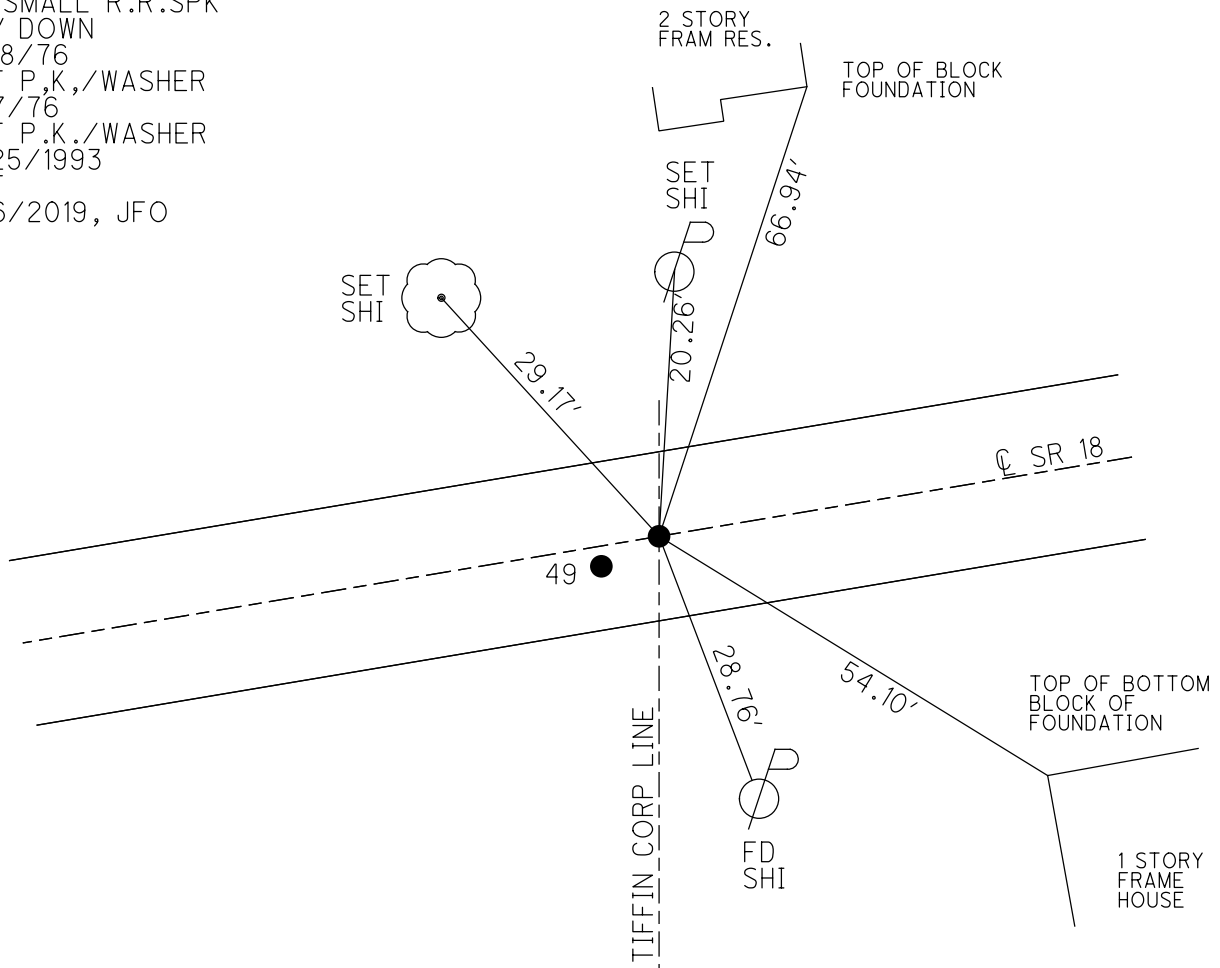 SMALL R.R.SPK
DOWN
8/76
P,K,/WASHER
7/76
P.K./WASHER
25/1993
6/2019, JFO
2 STORY
FRAM RES.
TOP OF BLOCK
FOUNDATION
SET
SHI
66.94'
SET
SHI
20.26'
29.17'
℄ SR 18
49
28.76'
54.10'
TOP OF BOTTOM
BLOCK OF
FOUNDATION
TIFFIN CORP LINE
FD
SHI
1 STORY
FRAME
HOUSE